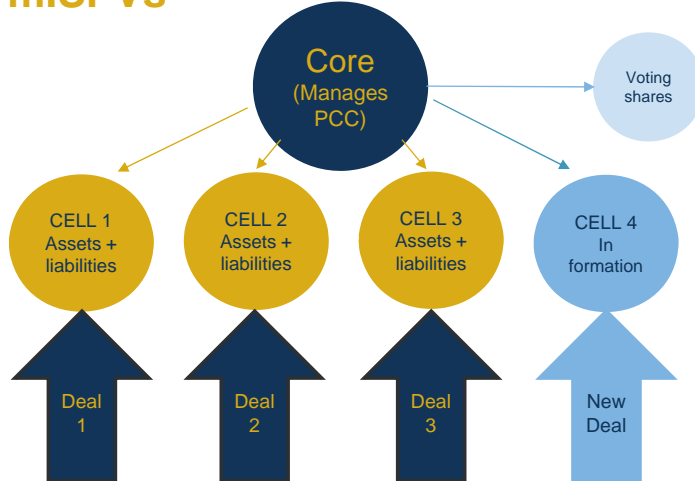 Core
(Manages
PCC)
Voting
shares
CELL 1
Assets +
liabilities
CELL 2
Assets +
liabilities
CELL 3
Assets +
liabilities
CELL 4
In
formation
Deal
1
Deal
2
Deal
3
New
Deal